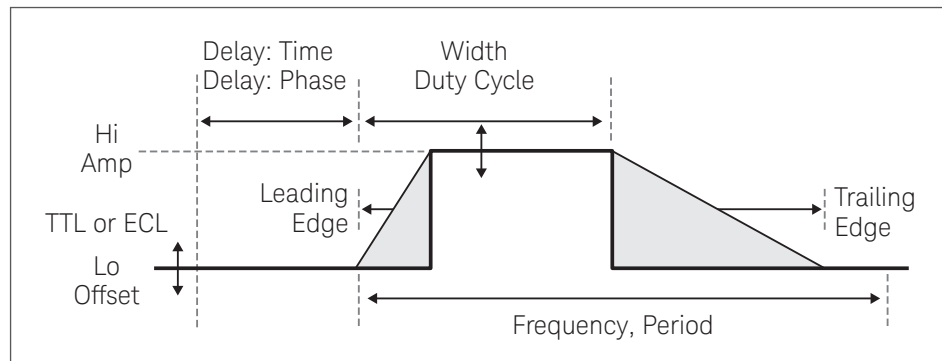 Delay: Time
Delay: Phase
Width
Duty Cycle
Hi
Amp
Leading
Edge
Trailing
Edge
TTL or ECL
Lo
Offset
Frequency, Period